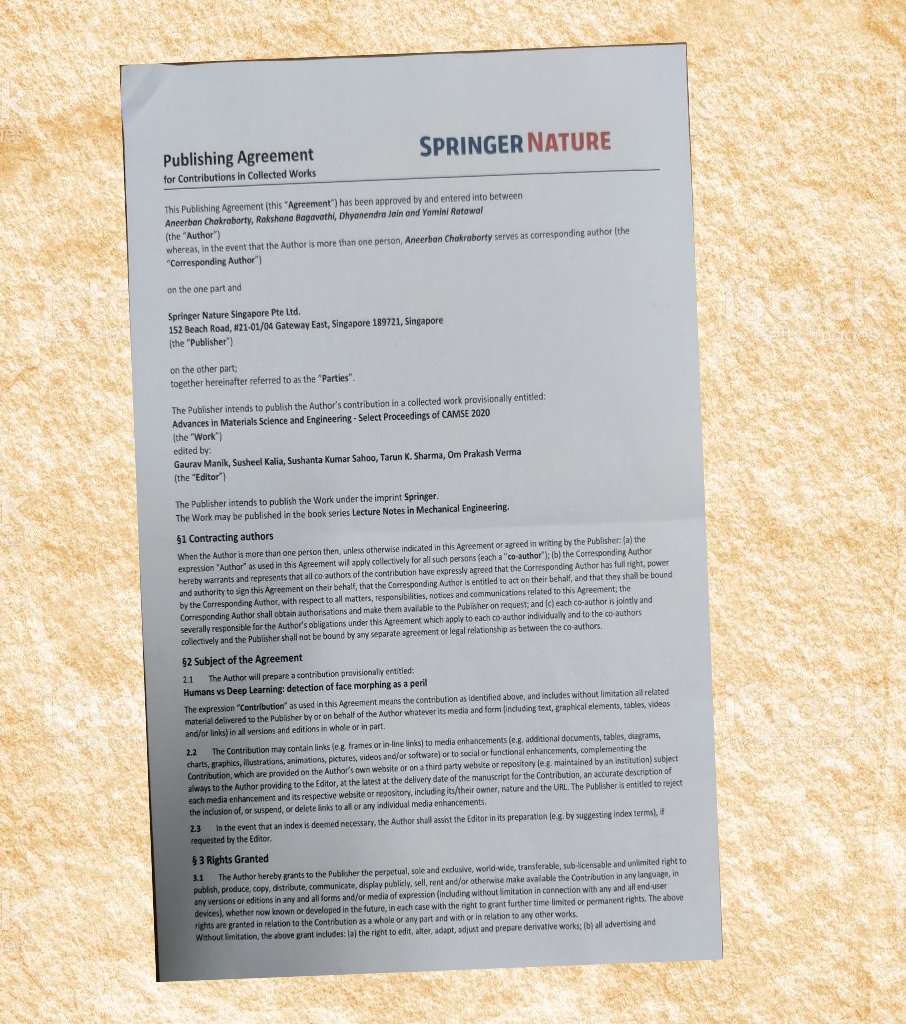 Publishing Agreement
for Contributions in Collected Works
SPRINGER NATURE
This Publishing Agreement (this "Agreement") has been approved by and entered into between
Aneerban Chakraborty, Rakshana Bagavathi, Dhyanendra Jain and Yamini Ratawal
(the "Author")
whereas, in the event that the Author is more than one person, Aneerban Chakraborty serves as corresponding author (the
"Corresponding Author")
on the one part and
Springer Nature Singapore Pte Ltd.
152 Beach Road, #21-01/04 Gateway East, Singapore 189721, Singapore
(the "Publisher")
on the other part;
together hereinafter referred to as the "Parties".
The Publisher intends to publish the Author's contribution in a collected work provisionally entitled:
Advances in Materials Science and Engineering - Select Proceedings of CAMSE 2020
(the "Work")
edited by:
Gaurav Manik, Susheel Kalia, Sushanta Kumar Sahoo, Tarun K. Sharma, Om Prakash Verma
(the "Editor")
The Publisher intends to publish the Work under the imprint Springer.
The Work may be published in the book series Lecture Notes in Mechanical Engineering.
§1 Contracting authors
When the Author is more than one person then, unless otherwise indicated in this Agreement or agreed in writing by the Publisher: (a) the
expression "Author" as used in this Agreement will apply collectively for all such persons (each a "co-author"); (b) the Corresponding Author
hereby warrants and represents that all co-authors of the contribution have expressly agreed that the Corresponding Author has full right, power
and authority to sign this Agreement on their behalf, that the Corresponding Author is entitled to act on their behalf, and that they shall be bound
by the Corresponding Author, with respect to all matters, responsibilities, notices and communications related to this Agreement; the
Corresponding Author shall obtain authorisations and make them available to the Publisher on request; and (c) each co-author is jointly and
severally responsible for the Author's obligations under this Agreement which apply to each co-author individually and to the co-authors
collectively and the Publisher shall not be bound by any separate agreement or legal relationship as between the co-authors.
§2 Subject of the Agreement
2.1 The Author will prepare a contribution provisionally entitled:
Humans vs Deep Learning: detection of face morphing as a peril
The expression "Contribution" as used in this Agreement means the contribution as identified above, and includes without limitation all related
material delivered to the Publisher by or on behalf of the Author whatever its media and form (including text, graphical elements, tables, videos
and/or links) in all versions and editions in whole or in part.
2.2 The Contribution may contain links (e.g. frames or in-line links) to media enhancements (e.g. additional documents, tables, diagrams,
charts, graphics, illustrations, animations, pictures, videos and/or software) or to social or functional enhancements, complementing the
Contribution, which are provided on the Author's own website or on a third party website or repository (e.g. maintained by an institution) subject
always to the Author providing to the Editor, at the latest at the delivery date of the manuscript for the Contribution, an accurate description of
each media enhancement and its respective website or repository, including its/their owner, nature and the URL. The Publisher is entitled to reject
the inclusion of, or suspend, or delete links to all or any individual media enhancements.
2.3 In the event that an index is deemed necessary, the Author shall assist the Editor in its preparation (e.g. by suggesting index terms), if
requested by the Editor.
§ 3 Rights Granted
3.1 The Author hereby grants to the Publisher the perpetual, sole and exclusive, world-wide, transferable, sub-licensable and unlimited right to
publish, produce, copy, distribute, communicate, display publicly, sell, rent and/or otherwise make available the Contribution in any language, in
any versions or editions in any and all forms and/or media of expression (including without limitation in connection with any and all end-user
devices), whether now known or developed in the future, in each case with the right to grant further time-limited or permanent rights. The above
rights are granted in relation to the Contribution as a whole or any part and with or in relation to any other works.
Without limitation, the above grant includes: (a) the right to edit, alter, adapt, adjust and prepare derivative works; (b) all advertising and